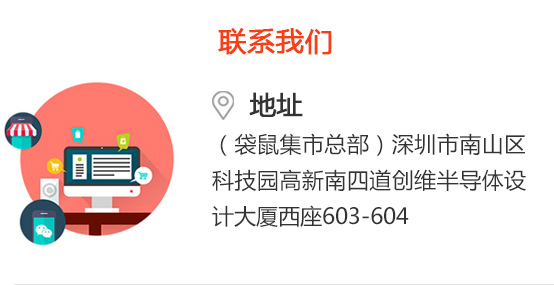 联系我们
地址
（袋鼠集市总部）深圳市南山区
科技园高新南四道创维半导体设
计大厦西座603-604